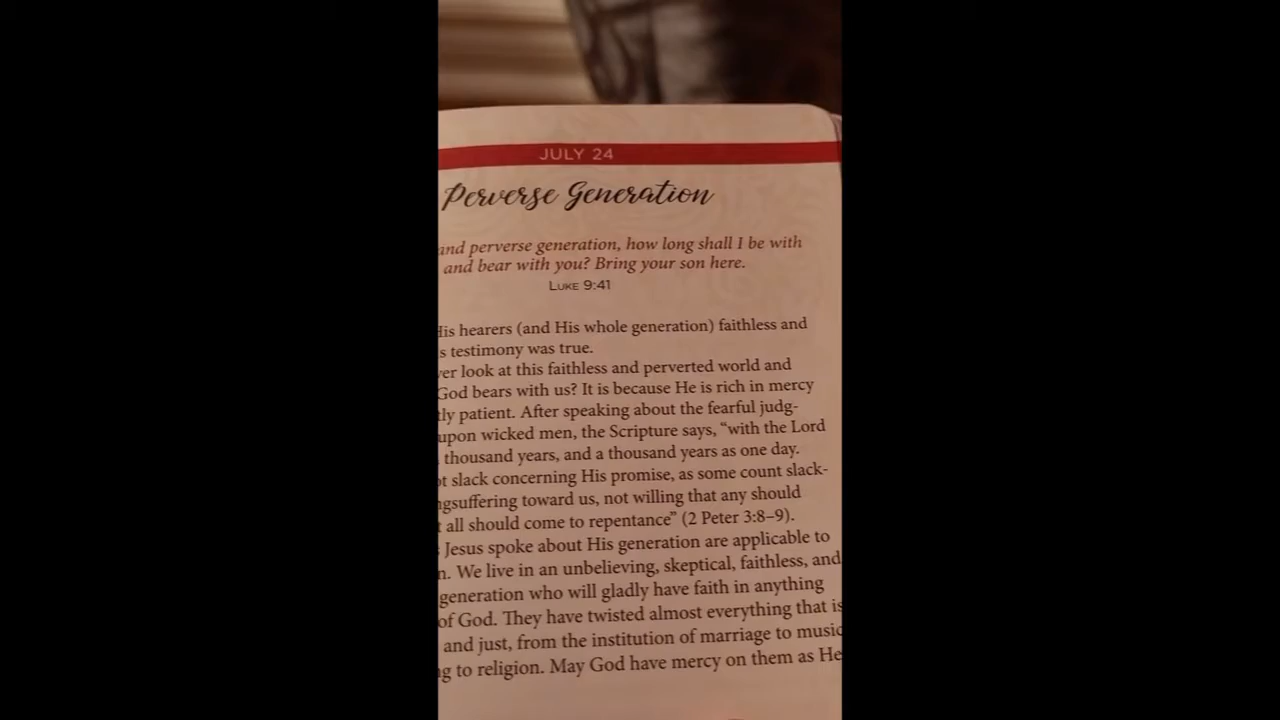 JULY 24
Perverse Generation
and perverse generation, how long shall I be with
and bear with you? Bring your son here.
LUKE 9:41
His hearers (and His whole generation) faithless and
s testimony was true.
ver look at this faithless and perverted world and
God bears with us? It is because He is rich in mercy
tly patient. After speaking about the fearful judg-
upon wicked men, the Scripture says, “with the Lord
thousand years, and a thousand years as one day.
ot slack concerning His promise, as some count slack-
ngsuffering toward us, not willing that any should
t all should come to repentance” (2 Peter 3:8–9).
Jesus spoke about His generation are applicable to
n. We live in an unbelieving, skeptical, faithless, and
generation who will gladly have faith in anything
of God. They have twisted almost everything that is
and just, from the institution of marriage to music
g to religion. May God have mercy on them as He